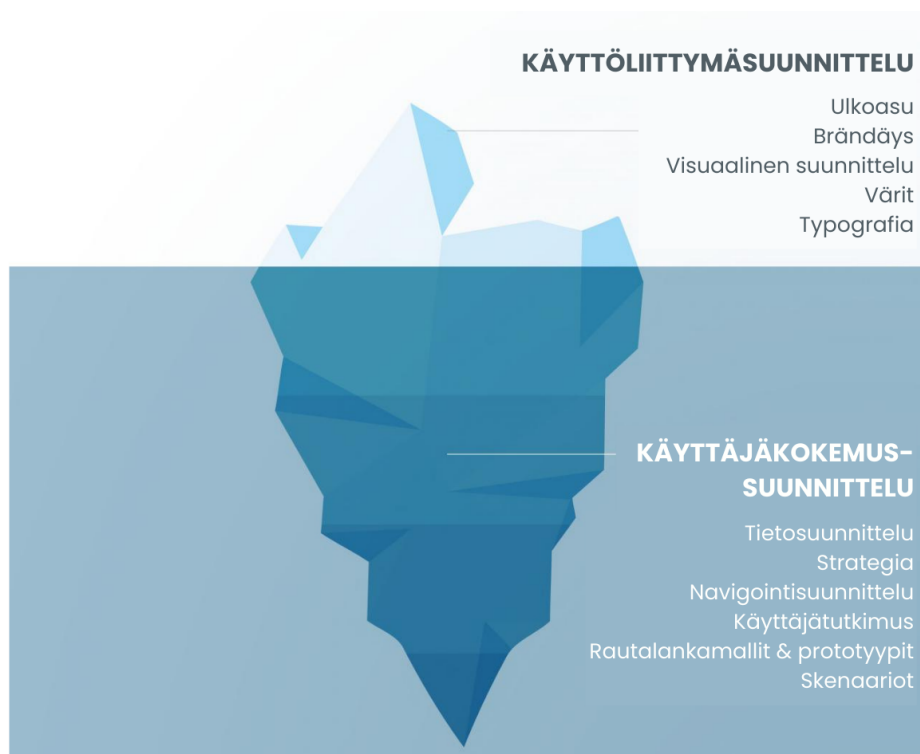 KÄYTTÖLIITTYMÄSUUNNITTELU
Ulkoasu
Brändäys
Visuaalinen suunnittelu
Värit
Typografia
KÄYTTÄJÄKOKEMUS-
SUUNNITTELU
Tietosuunnittelu
Strategia
Navigointisuunnittelu
Käyttäjätutkimus
Rautalankamallit & prototyypit
Skenaariot